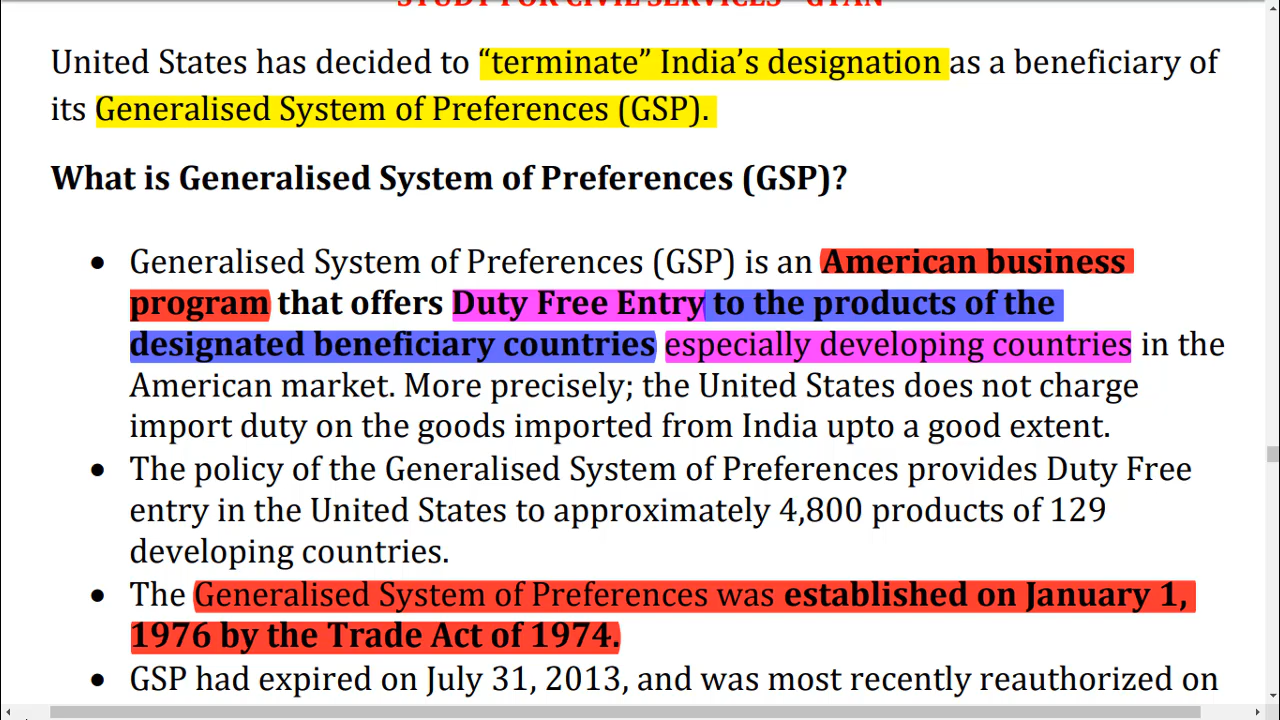 STUDY FOR CIVIL SERVICES - GYAN
United States has decided to “terminate” India’s designation as a beneficiary of
its Generalised System of Preferences (GSP).
What is Generalised System of Preferences (GSP)?
• Generalised System of Preferences (GSP) is an American business
program that offers Duty Free Entry to the products of the
designated beneficiary countries especially developing countries in the
American market. More precisely; the United States does not charge
import duty on the goods imported from India upto a good extent.
• The policy of the Generalised System of Preferences provides Duty Free
entry in the United States to approximately 4,800 products of 129
developing countries.
• The Generalised System of Preferences was established on January 1,
1976 by the Trade Act of 1974.
• GSP had expired on July 31, 2013, and was most recently reauthorized on